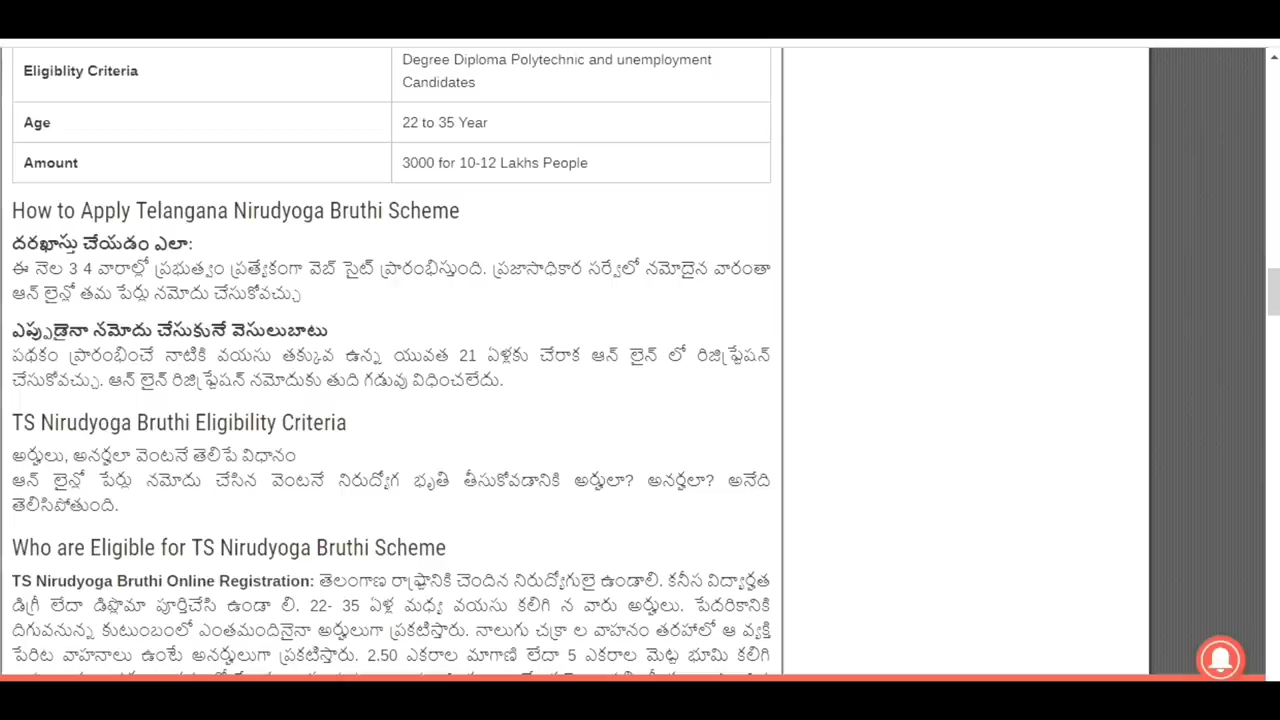 Eligiblity Criteria
Degree Diploma Polytechnic and unemployment
Candidates
Age
22 to 35 Year
Amount
3000 for 10-12 Lakhs People
How to Apply Telangana Nirudyoga Bruthi Scheme
దరఖాస్తు చేయడం ఎలా:
ఈ నెల 3 4 వారాల్లో ప్రభుత్వం ప్రత్యేకంగా వెబ్ సైట్ ప్రారంభిస్తుంది. ప్రజాసాధికార సర్వేలో నమోదైన వారంతా
ఆన్ లైన్లో తమ పేర్లు నమోదు చేసుకోవచ్చు
ఎప్పుడైనా నమోదు చేసుకునే వెసులుబాటు
పథకం ప్రారంభించే నాటికి వయసు తక్కువ ఉన్న యువత 21 ఏళ్లకు చేరాక ఆన్ లైన్ లో రిజిస్ట్రేషన్
చేసుకోవచ్చు. ఆన్ లైన్ రిజిస్ట్రేషన్ నమోదుకు తుది గడువు విధించలేదు.
TS Nirudyoga Bruthi Eligibility Criteria
అర్హులు, అనర్హులా వెంటనే తెలిపే విధానం
ఆన్ లైన్లో పేర్లు నమోదు చేసిన వెంటనే నిరుద్యోగ భృతి తీసుకోవడానికి అర్హులా? అనర్హులా? అనేది
తెలిసిపోతుంది.
Who are Eligible for TS Nirudyoga Bruthi Scheme
TS Nirudyoga Bruthi Online Registration: తెలంగాణ రాష్ట్రానికి చెందిన నిరుద్యోగులై ఉండాలి. కనీస విద్యార్హత
డిగ్రీ లేదా డిప్లొమా పూర్తిచేసి ఉండా లి. 22- 35 ఏళ్ల మధ్య వయసు కలిగి న వారు అర్హులు. పేదరికానికి
దిగువనున్న కుటుంబంలో ఎంతమందినైనా అర్హులుగా ప్రకటిస్తారు. నాలుగు చక్రా ల వాహనం తరహాలో ఆ వ్యక్తి
పేరిట వాహనాలు ఉంటే అనర్హులుగా ప్రకటిస్తారు. 2.50 ఎకరాల మాగాణి లేదా 5 ఎకరాల మెట్ట భూమి కలిగి